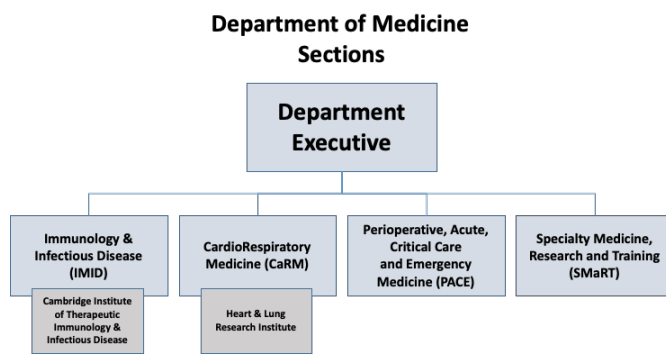 Department of Medicine
Sections
Department
Executive
Immunology &
Infectious Disease
(IMID)
CardioRespiratory
Medicine (CaRM)
Perioperative, Acute,
Critical Care
and Emergency
Medicine (PACE)
Specialty Medicine,
Research and Training
(SMaRT)
Cambridge Institute
of Therapeutic
Immunology &
Infectious Disease
Heart & Lung
Research Institute